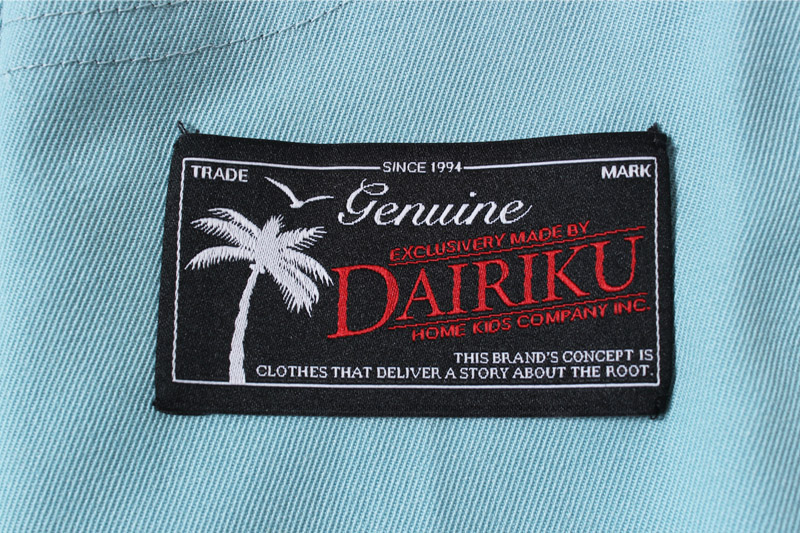 SINCE 1994
TRADE MARK
Genuine
EXCLUSIVERY MADE BY
DAIRIKU
HOME KIDS COMPANY INC.
THIS BRAND'S CONCEPT IS
CLOTHES THAT DELIVER A STORY ABOUT THE ROOT.